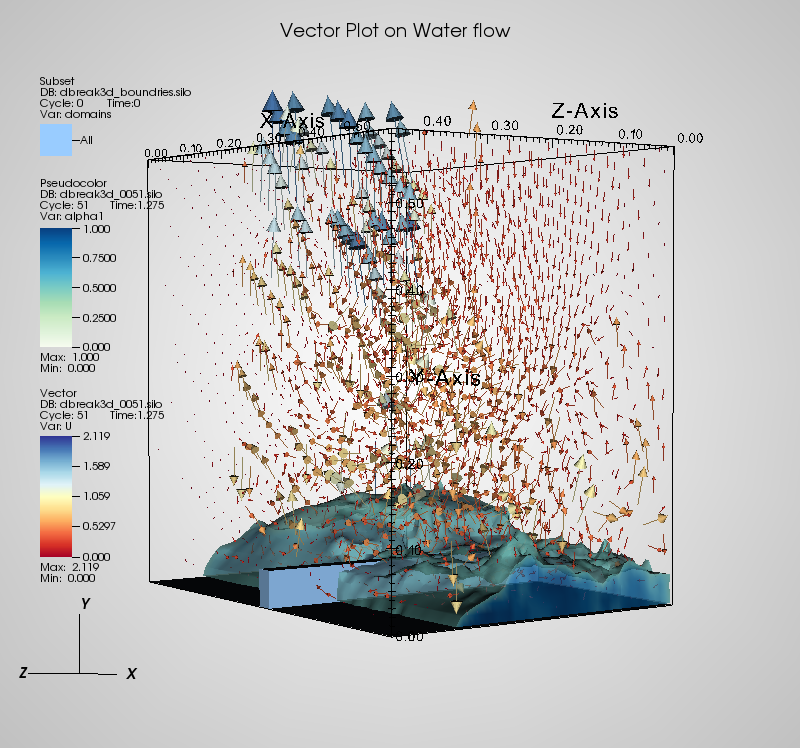 Vector Plot on Water flow
Subset
DB: dbreak3d_boundries.silo
Cycle: 0 Time:0
Var: domains
All
Pseudocolor
DB: dbreak3d_0051.silo
Cycle: 51 Time:1.275
Var: alpha1
1.000
0.7500
0.5000
0.2500
0.000
Max: 1.000
Min: 0.000
Vector
DB: dbreak3d_0051.silo
Cycle: 51 Time:1.275
Var: U
2.119
1.589
1.059
0.5297
0.000
Max: 2.119
Min: 0.000
X-Axis
0.00 0.10 0.20 0.30 0.40 0.50
Z-Axis
0.40 0.30 0.20 0.10 0.00
Y-Axis
0.50
0.40
0.20
0.10
0.00
Y
Z X